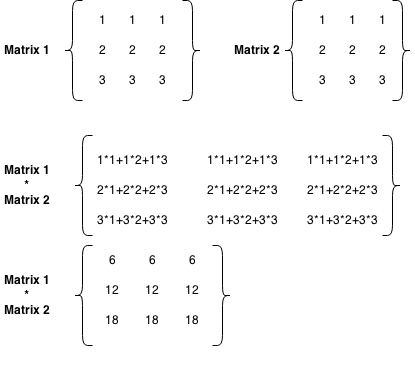 1 1 1
Matrix 1 2 2 2
3 3 3
1 1 1
Matrix 2 2 2 2
3 3 3
1*1+1*2+1*3 1*1+1*2+1*3 1*1+1*2+1*3
Matrix 1
*
Matrix 2
2*1+2*2+2*3 2*1+2*2+2*3 2*1+2*2+2*3
3*1+3*2+3*3 3*1+3*2+3*3 3*1+3*2+3*3
6 6 6
Matrix 1
*
Matrix 2
12 12 12
18 18 18